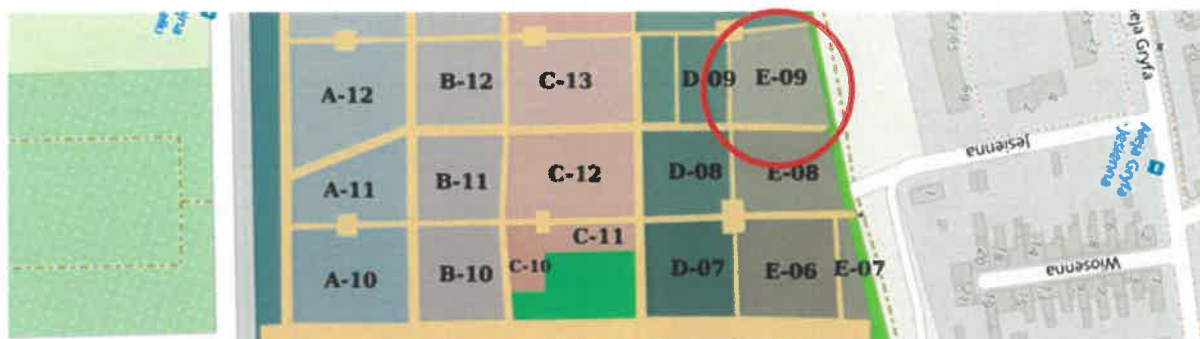 A-12
B-12
C-13
D-09
E-09
A-11
B-11
C-12
D-08
E-08
C-11
A-10
B-10
C-10
D-07
E-06
E-07
Jesienna
Aleja Gryfa
Jesienna
Wiosenna
eja Gryfa